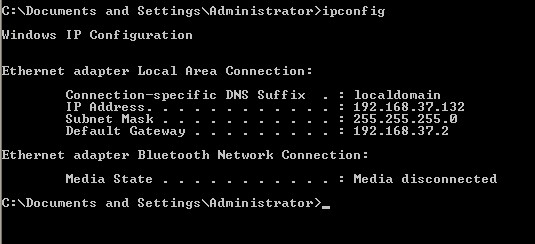 C:\Documents and Settings\Administrator>ipconfig
Windows IP Configuration
Ethernet adapter Local Area Connection:
Connection-specific DNS Suffix  . : localdomain
IP Address. . . . . . . . . . . . : 192.168.37.132
Subnet Mask . . . . . . . . . . . : 255.255.255.0
Default Gateway . . . . . . . . . : 192.168.37.2
Ethernet adapter Bluetooth Network Connection:
Media State . . . . . . . . . . . : Media disconnected
C:\Documents and Settings\Administrator>_